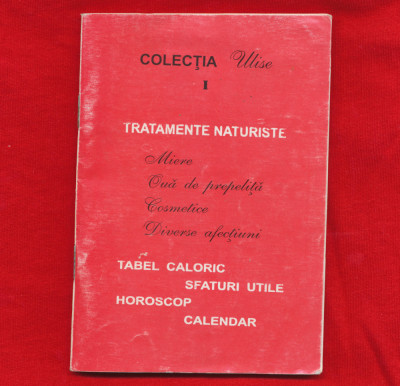 COLECȚIA Ulise
I
TRATAMENTE NATURISTE
Miere
Ouă de prepeliță
Cosmetice
Diverse afecțiuni
TABEL CALORIC
SFATURI UTILE
HOROSCOP
CALENDAR